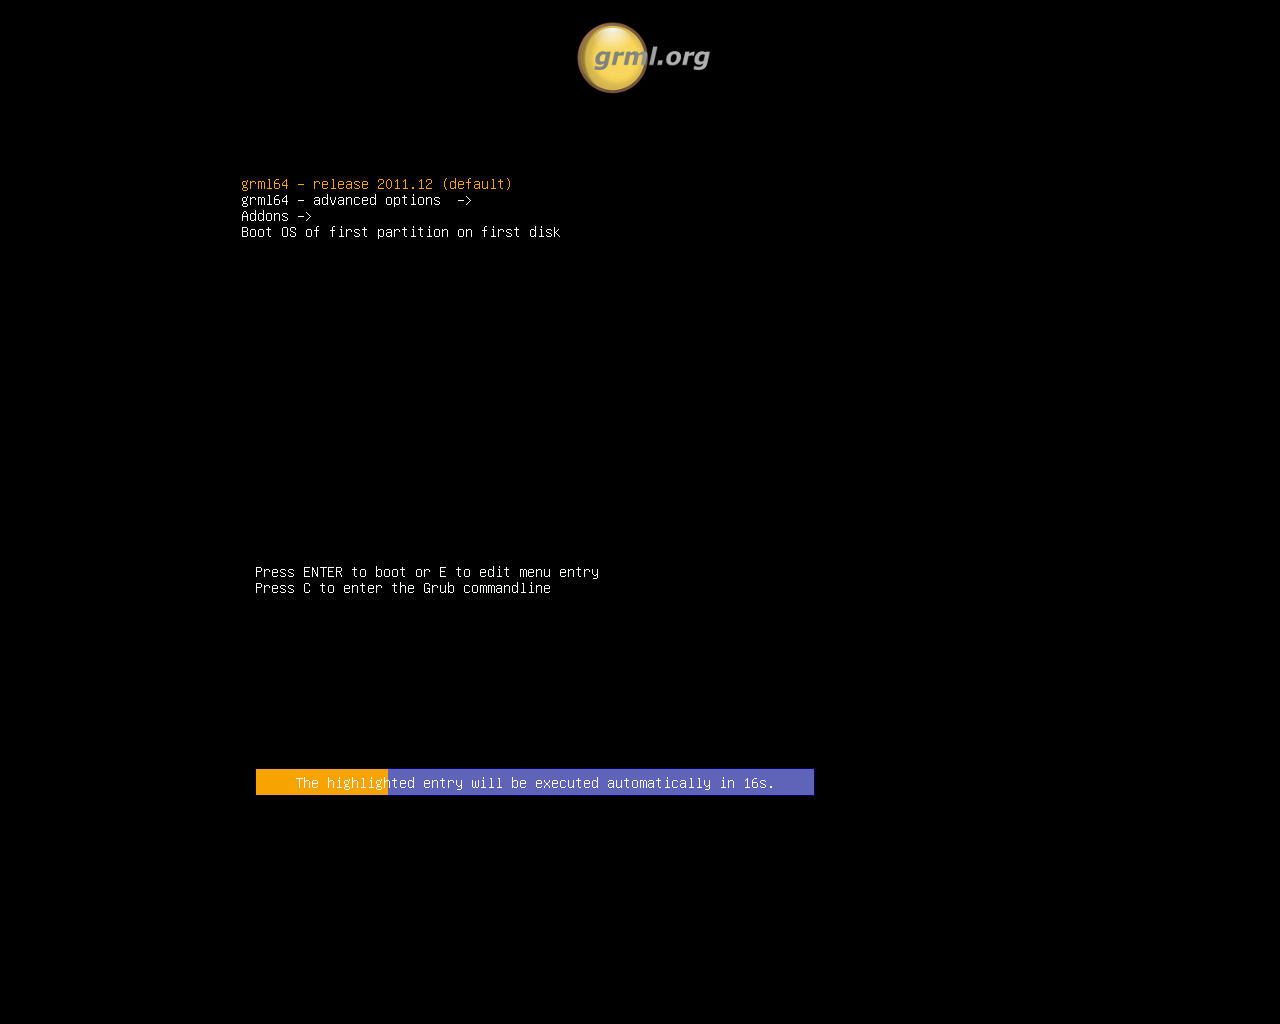 grml.org
grml64 - release 2011.12 (default)
grml64 - advanced options  ->
Addons ->
Boot OS of first partition on first disk
Press ENTER to boot or E to edit menu entry
Press C to enter the Grub commandline
The highlighted entry will be executed automatically in 16s.